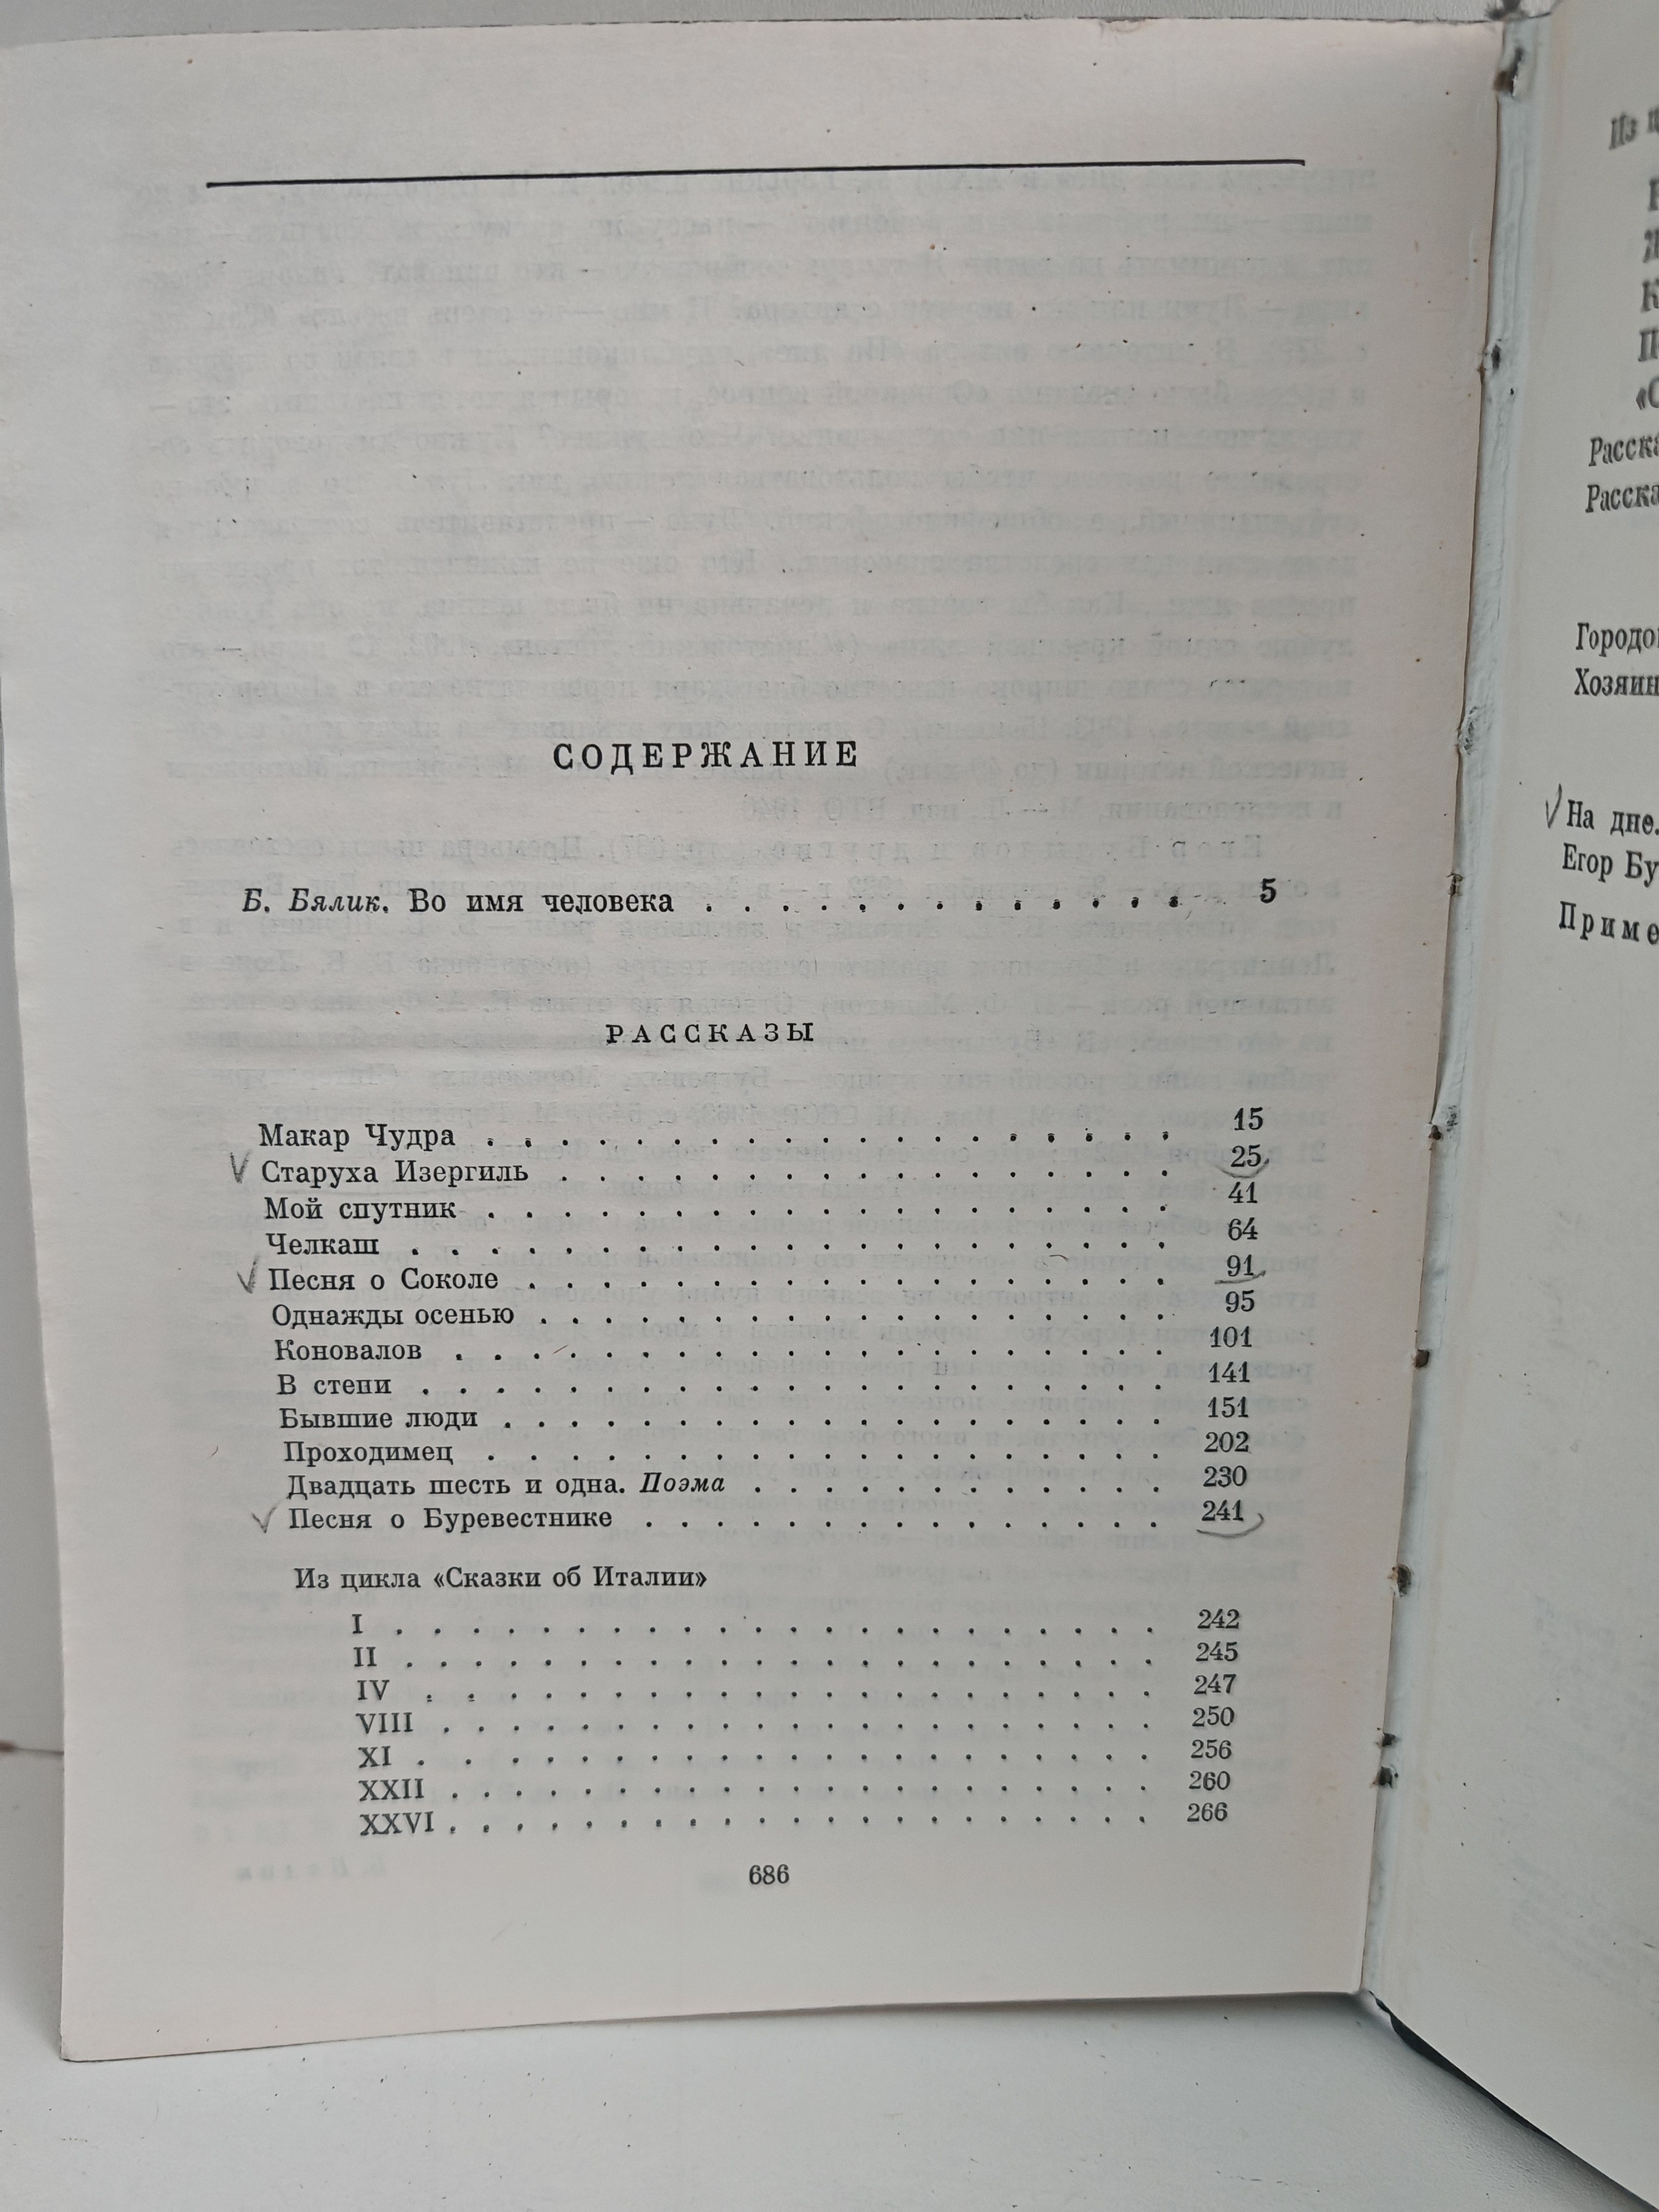 СОДЕРЖАНИЕ
Б. Бялик. Во имя человека . . . . . . . . . . . . . . 5
РАССКАЗЫ
Макар Чудра . . . . . . . . . . . . . . . . . . 15
Старуха Изергиль . . . . . . . . . . . . . . . . 25
Мой спутник . . . . . . . . . . . . . . . . . . 41
Челкаш . . . . . . . . . . . . . . . . . . . . 64
Песня о Соколе . . . . . . . . . . . . . . . . . 91
Однажды осенью . . . . . . . . . . . . . . . . 95
Коновалов . . . . . . . . . . . . . . . . . . . 101
В степи . . . . . . . . . . . . . . . . . . . . 141
Бывшие люди . . . . . . . . . . . . . . . . . 151
Проходимец . . . . . . . . . . . . . . . . . . 202
Двадцать шесть и одна. Поэма . . . . . . . . . . . 230
Песня о Буревестнике . . . . . . . . . . . . . . 241
Из цикла «Сказки об Италии»
I . . . . . . . . . . . . . . . . . . . . . 242
II . . . . . . . . . . . . . . . . . . . . . 245
IV . . . . . . . . . . . . . . . . . . . . 247
VIII . . . . . . . . . . . . . . . . . . . . 250
XI . . . . . . . . . . . . . . . . . . . . 256
XXII . . . . . . . . . . . . . . . . . . . 260
XXVI . . . . . . . . . . . . . . . . . . . 266
686
Из
Расска
Расска
Городо
Хозяин
На дне.
Егор Бу
Приме